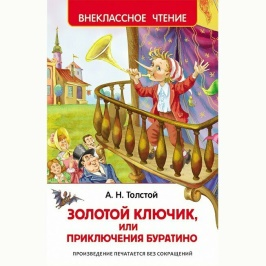 ВНЕКЛАССНОЕ ЧТЕНИЕ
А. Н. Толстой
ЗОЛОТОЙ КЛЮЧИК,
ИЛИ
ПРИКЛЮЧЕНИЯ БУРАТИНО
ПРОИЗВЕДЕНИЕ ПЕЧАТАЕТСЯ БЕЗ СОКРАЩЕНИЙ